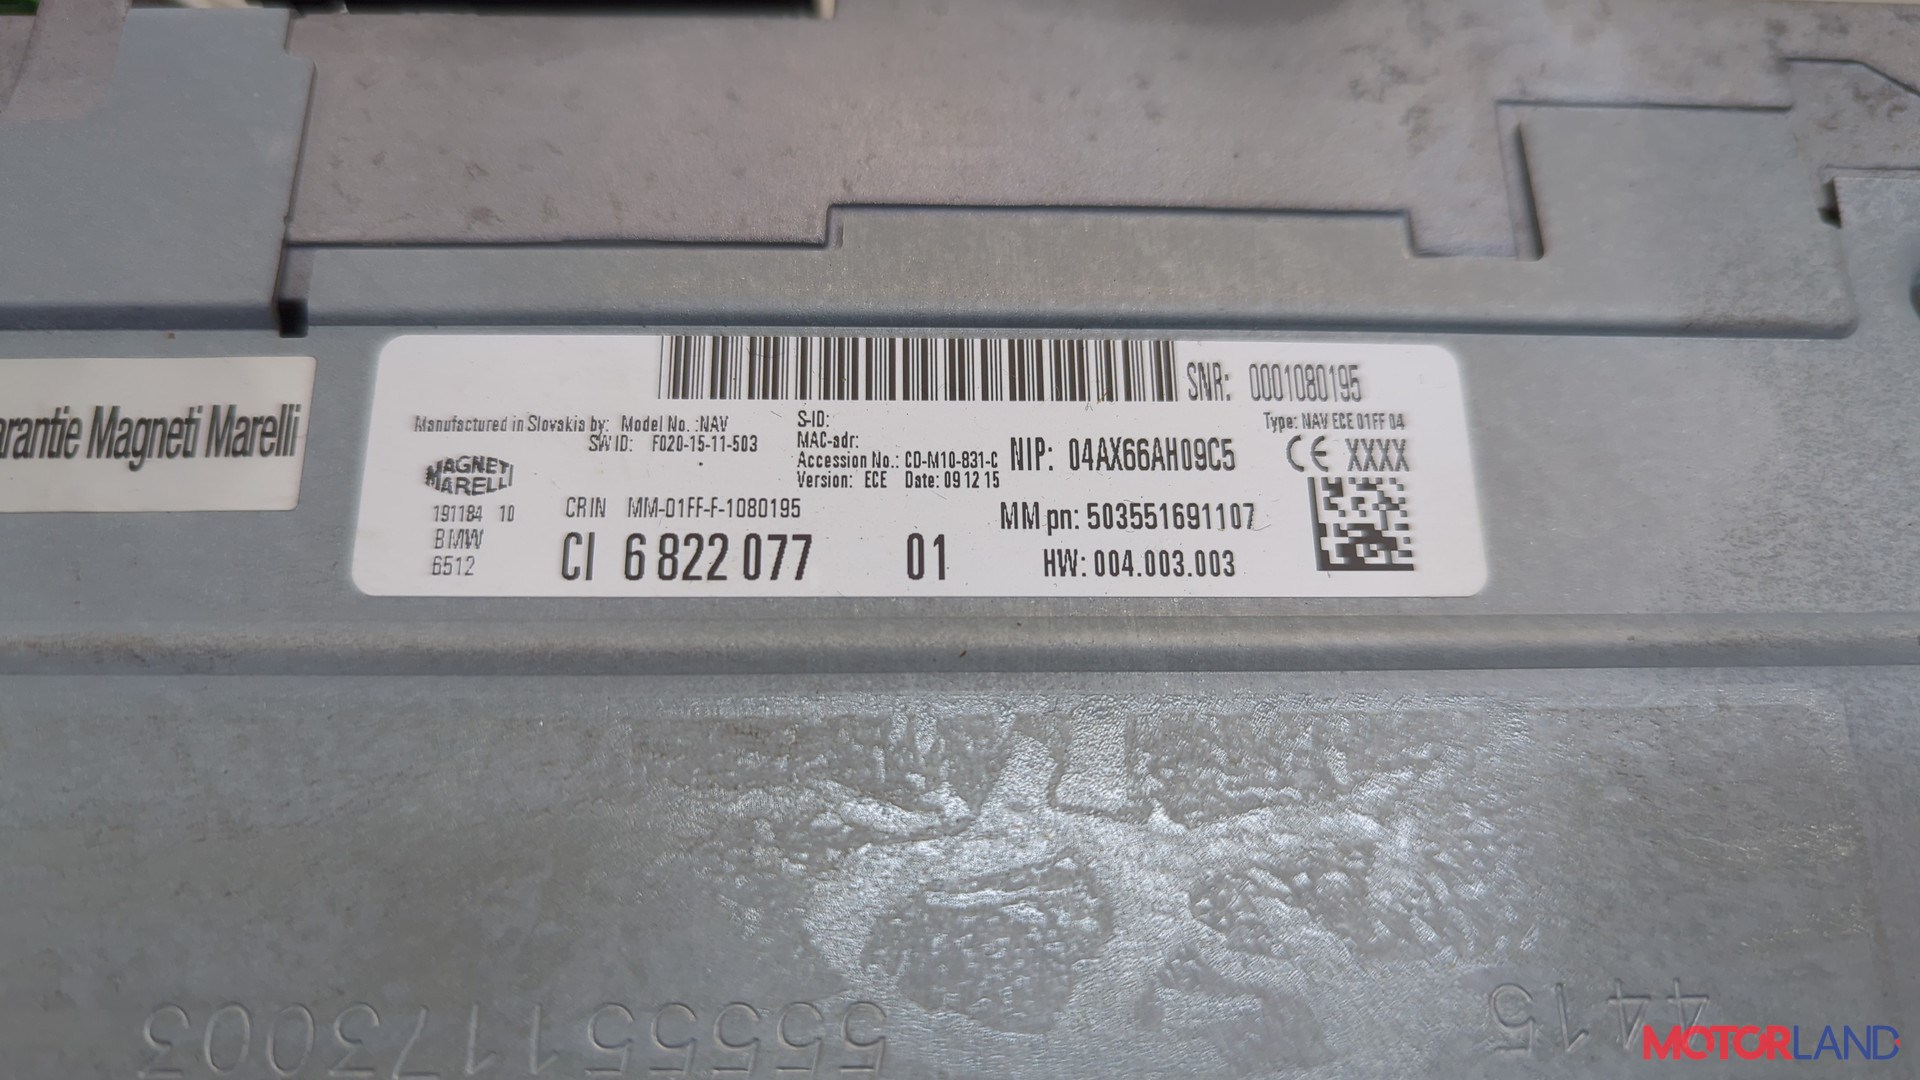 SNR: 0001080195
Manufactured in Slovakia by: Model No. :NAV
SW ID: F020-15-11-503
S-ID:
MAC-adr:
Accession No.: CD-M10-831-C
Version: ECE Date: 09 12 15
NIP: 04AX66AH09C5
Type: NAV ECE 01FF 04
CE XXXX
arantie Magneti Marelli
MAGNETI
MARELLI
191184 10
BMW
6512
CRIN MM-01FF-F-1080195
CI 6 822 077 01
MM pn: 503551691107
HW: 004.003.003
4415
MOTORLAND